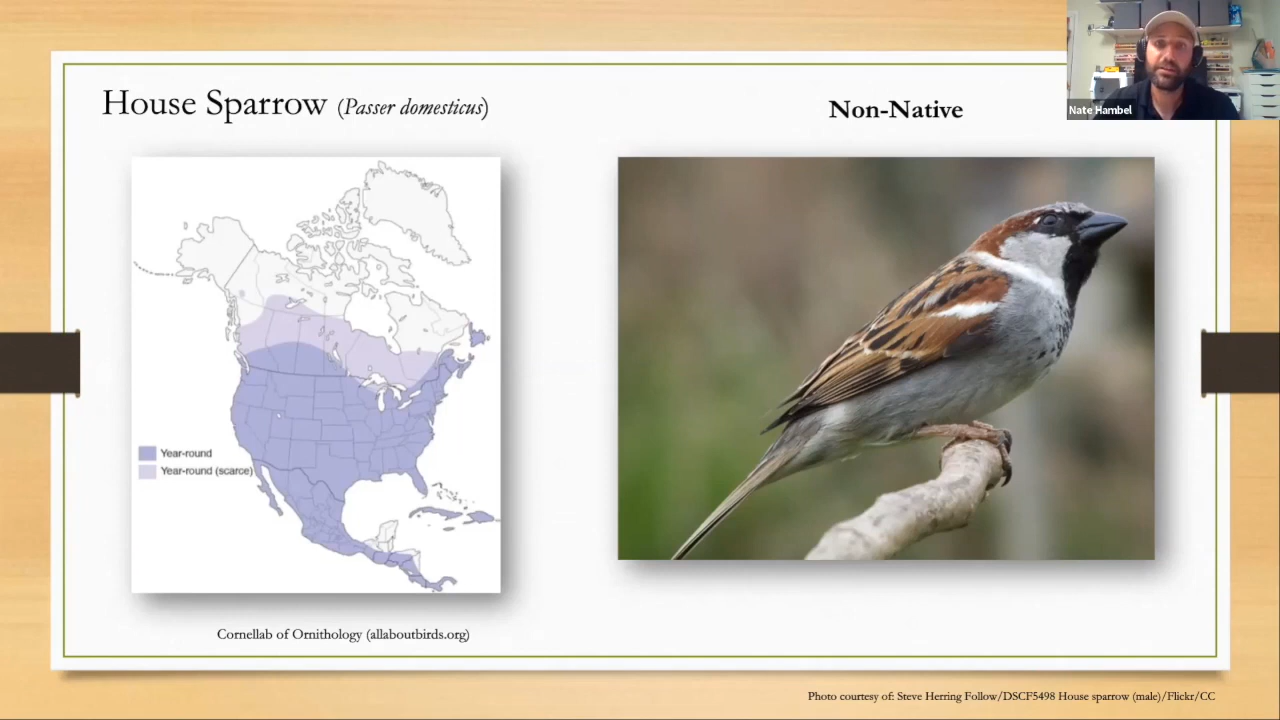 House Sparrow (Passer domesticus)
Non-Native
Nate Hambel
Year-round
Year-round (scarce)
Cornellab of Ornithology (allaboutbirds.org)
Photo courtesy of: Steve Herring Follow/DSCF5498 House sparrow (male)/Flickr/CC